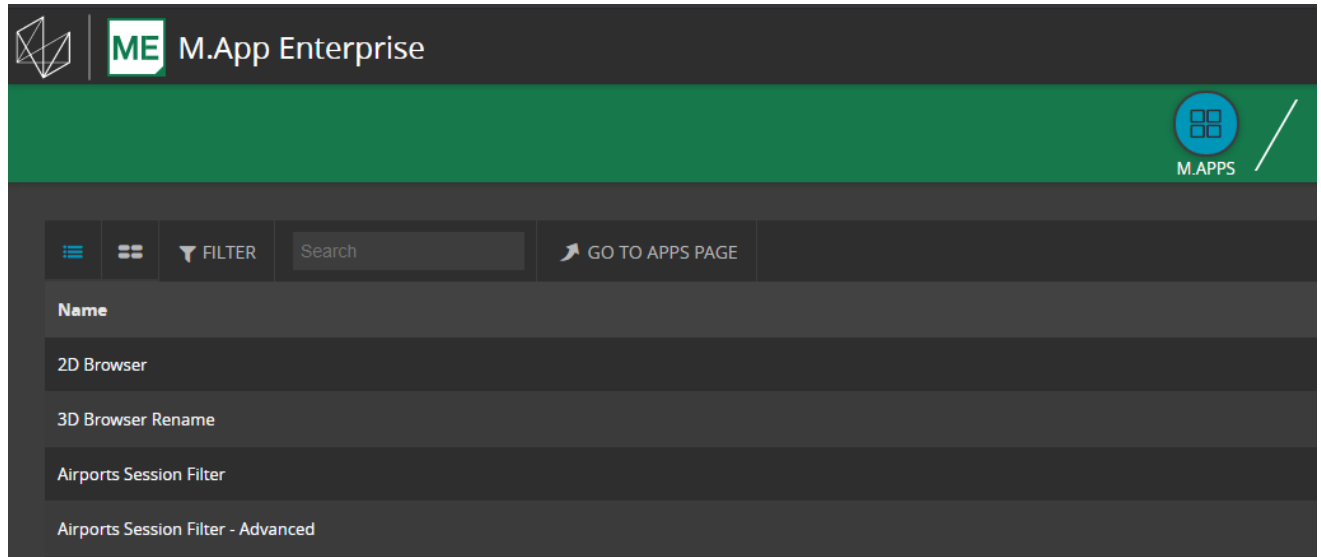 ME M.App Enterprise
M.APPS
FILTER Search GO TO APPS PAGE
Name
2D Browser
3D Browser Rename
Airports Session Filter
Airports Session Filter - Advanced